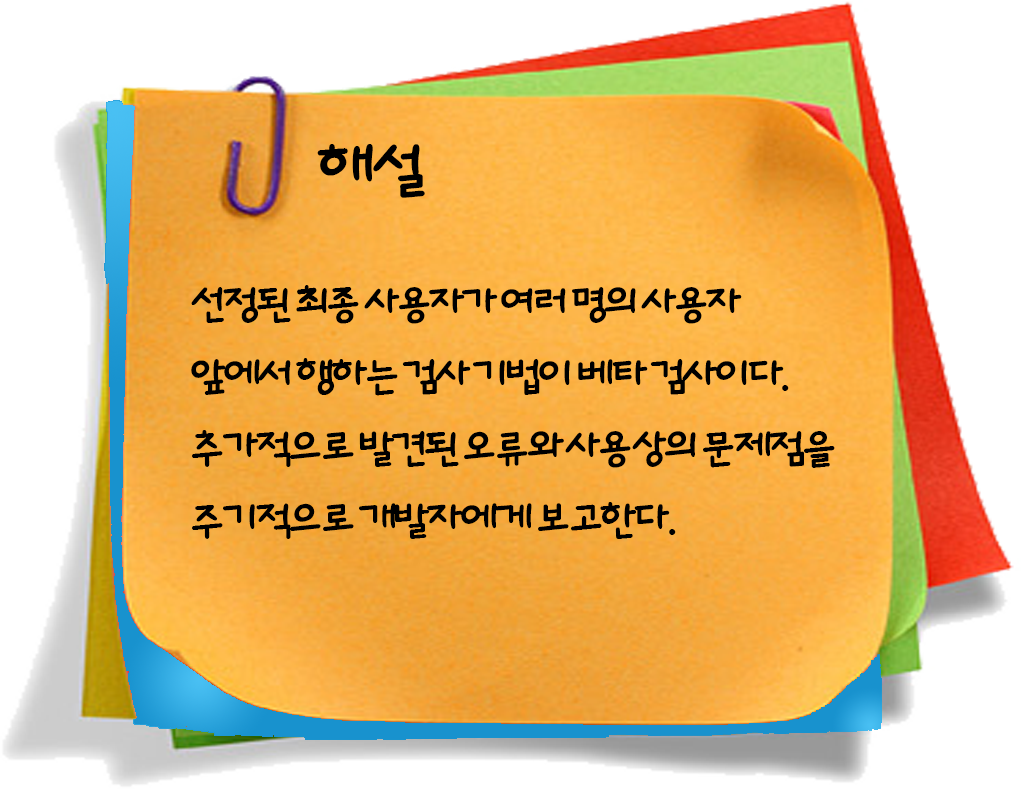 해설
선정된 최종 사용자가 여러 명의 사용자
앞에서 행하는 검사 기법이 베타 검사이다.
추가적으로 발견된 오류와 사용상의 문제점을
주기적으로 개발자에게 보고한다.